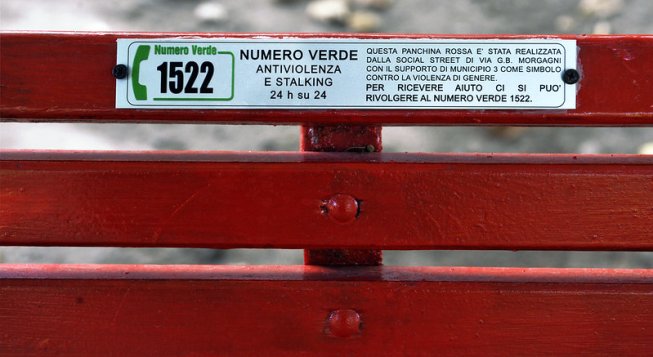 Numero Verde
1522
NUMERO VERDE
ANTIVIOLENZA
E STALKING
24 h su 24
QUESTA PANCHINA ROSSA E' STATA REALIZZATA
DALLA SOCIAL STREET DI VIA G.B. MORGAGNI
CON IL SUPPORTO DI MUNICIPIO 3 COME SIMBOLO
CONTRO LA VIOLENZA DI GENERE.
PER RICEVERE AIUTO CI SI PUO'
RIVOLGERE AL NUMERO VERDE 1522.